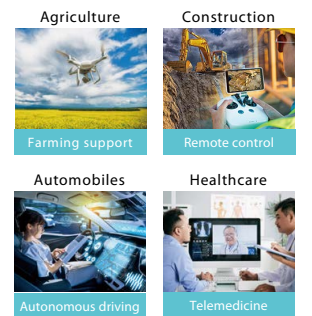 Agriculture
Construction
Farming support
Remote control
Automobiles
Healthcare
Autonomous driving
Telemedicine